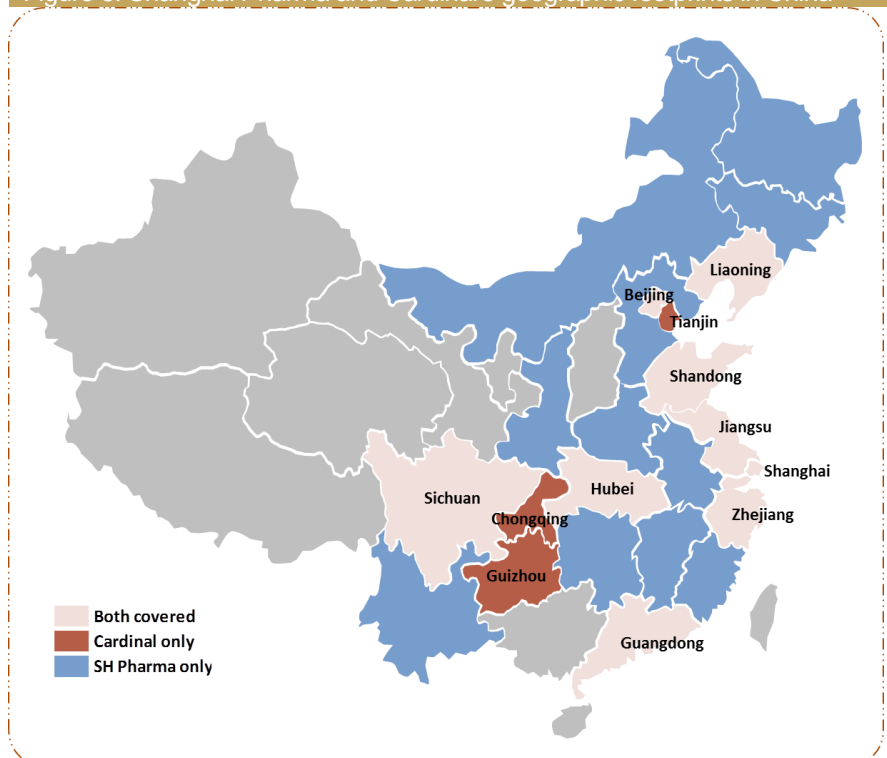 Liaoning
Beijing
Tianjin
Shandong
Jiangsu
Shanghai
Sichuan
Hubei
Zhejiang
Chongqing
Guizhou
Guangdong
Both covered
Cardinal only
SH Pharma only